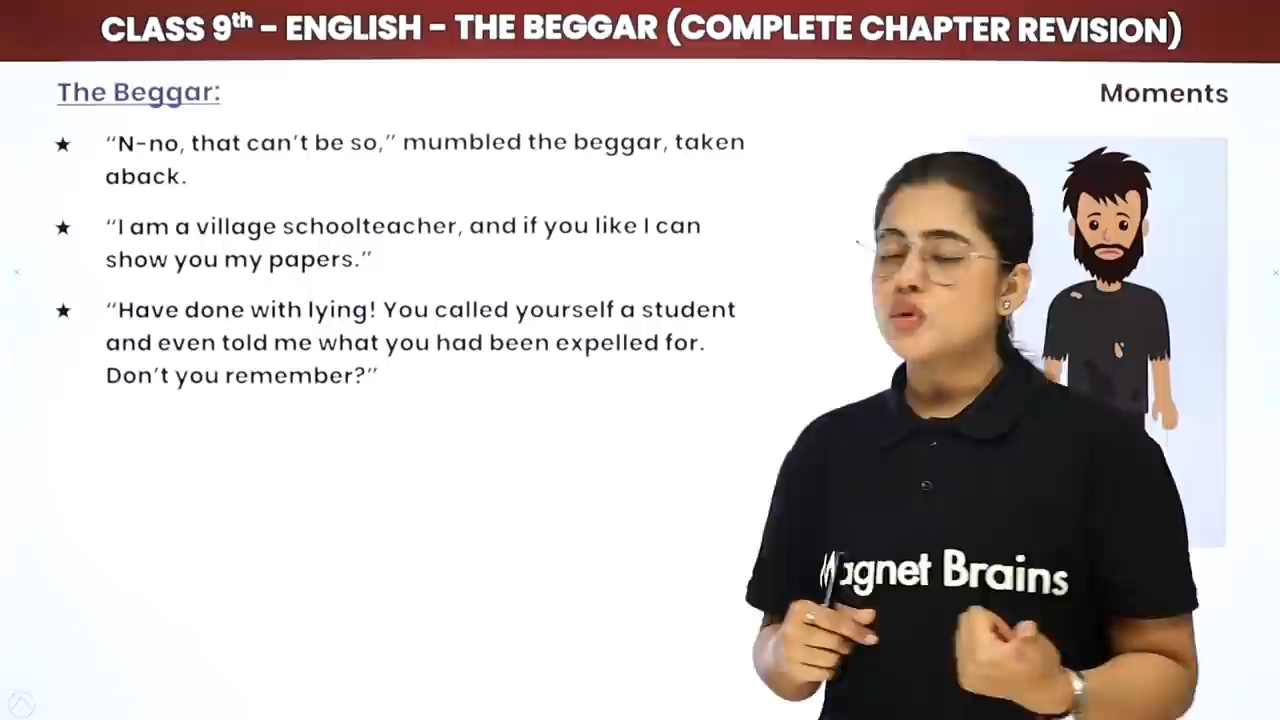 CLASS 9th – ENGLISH – THE BEGGAR (COMPLETE CHAPTER REVISION)
The Beggar:
Moments
★ “N-no, that can’t be so,” mumbled the beggar, taken
aback.
★ “I am a village schoolteacher, and if you like I can
show you my papers.”
★ “Have done with lying! You called yourself a student
and even told me what you had been expelled for.
Don’t you remember?”
Magnet Brains